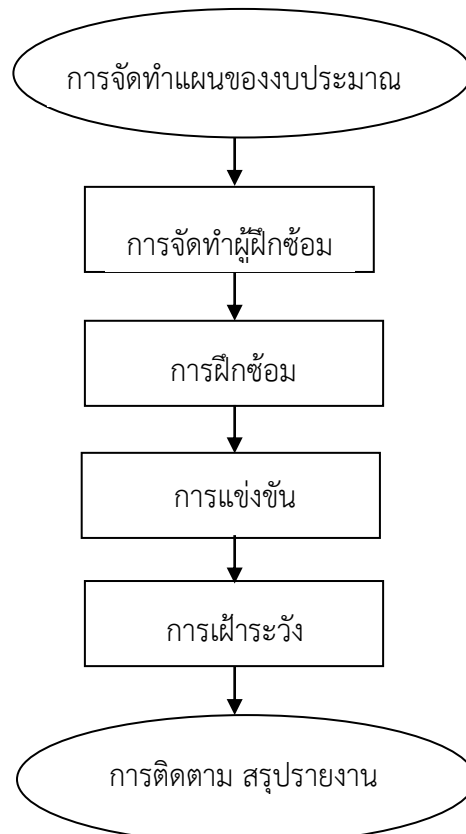 การจัดทำแผนของงบประมาณ
การจัดทำผู้ฝึกซ้อม
การฝึกซ้อม
การแข่งขัน
การเฝ้าระวัง
การติดตาม สรุปรายงาน